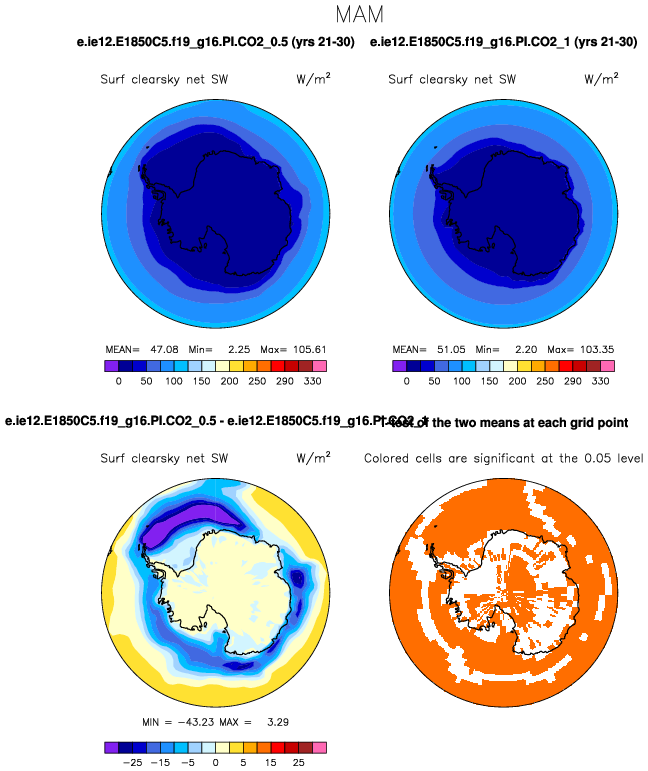 MAM
e.ie12.E1850C5.f19_g16.PI.CO2_0.5 (yrs 21-30)
e.ie12.E1850C5.f19_g16.PI.CO2_1 (yrs 21-30)
Surf clearsky net SW W/m²
Surf clearsky net SW W/m²
MEAN= 47.08 Min= 2.25 Max= 105.61
0 50 100 150 200 250 290 330
MEAN= 51.05 Min= 2.20 Max= 103.35
0 50 100 150 200 250 290 330
e.ie12.E1850C5.f19_g16.PI.CO2_0.5 - e.ie12.E1850C5.f19_g16.PI.CO2_1
T-test of the two means at each grid point
Surf clearsky net SW W/m²
Colored cells are significant at the 0.05 level
MIN = -43.23 MAX = 3.29
-25 -15 -5 0 5 15 25